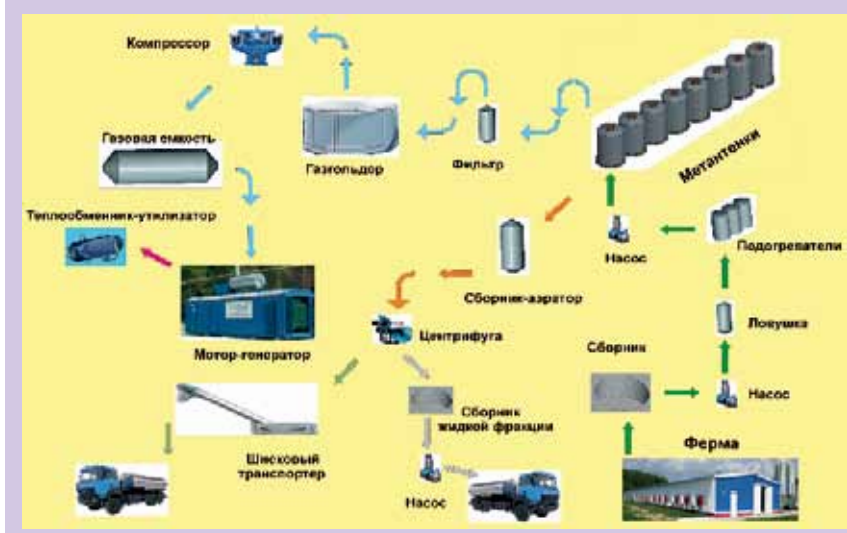 Компрессор
Газовая емкость
Газгольдор
Фильтр
Метантенки
Теплообменник-утилизатор
Насос
Подогреватели
Сборник-аэратор
Мотор-генератор
Центрифуга
Ловушка
Сборник
Насос
Сборник
жидкой фракции
Шнековый
транспортер
Насос
Ферма